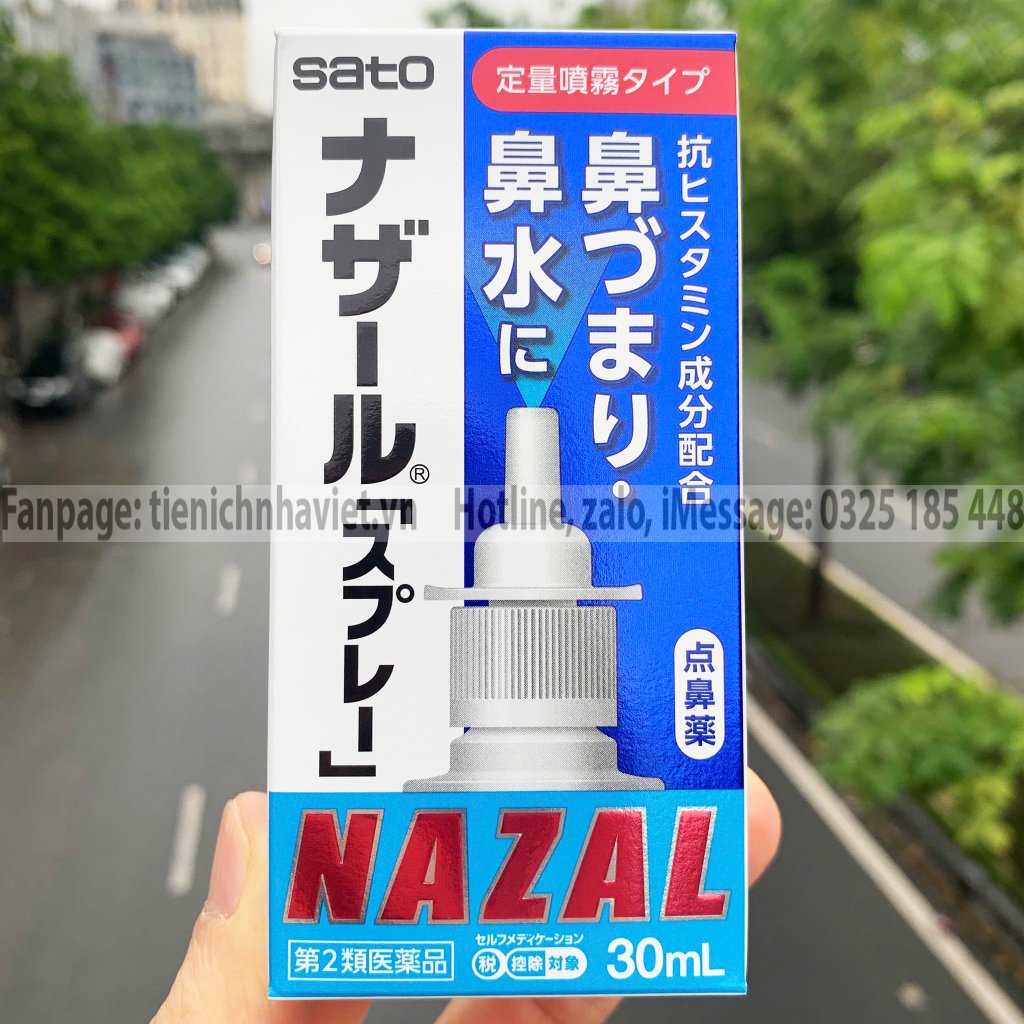 sato
ナザール®「スプレー」
定量噴霧タイプ
抗ヒスタミン成分配合
鼻づまり・
鼻水に
点鼻薬
Fanpage: tienichnhaviet.vn Hotline, zalo, iMessage: 0325 185 448
NAZAL
第2類医薬品
セルフメディケーション
税 控除 対象
30mL